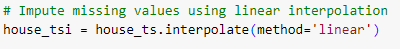 # Impute missing values using linear interpolation
house_tsi = house_ts.interpolate(method='linear')